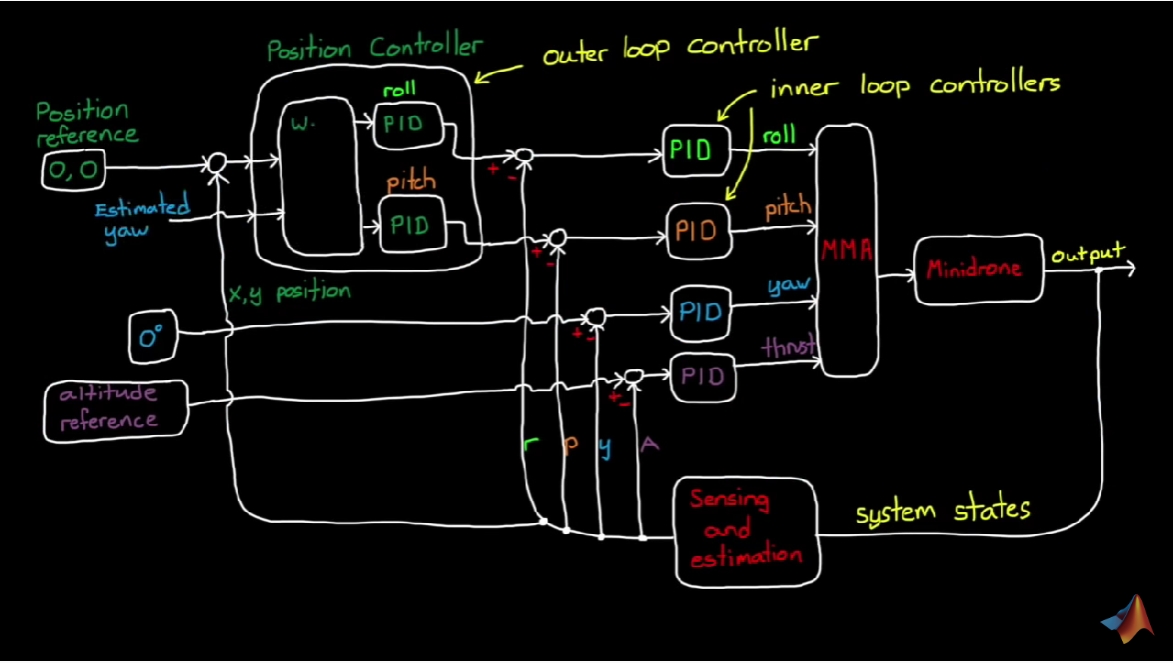 Position Controller
outer loop controller
inner loop controllers
Position
reference
0,0
Estimated
yaw
W.
roll
PID
pitch
PID
+
-
+
-
+
-
+
-
PID
roll
PID
pitch
PID
yaw
PID
thrust
MMA
Minidrone
output
x,y position
0°
altitude
reference
r
p
y
A
Sensing
and
estimation
system states